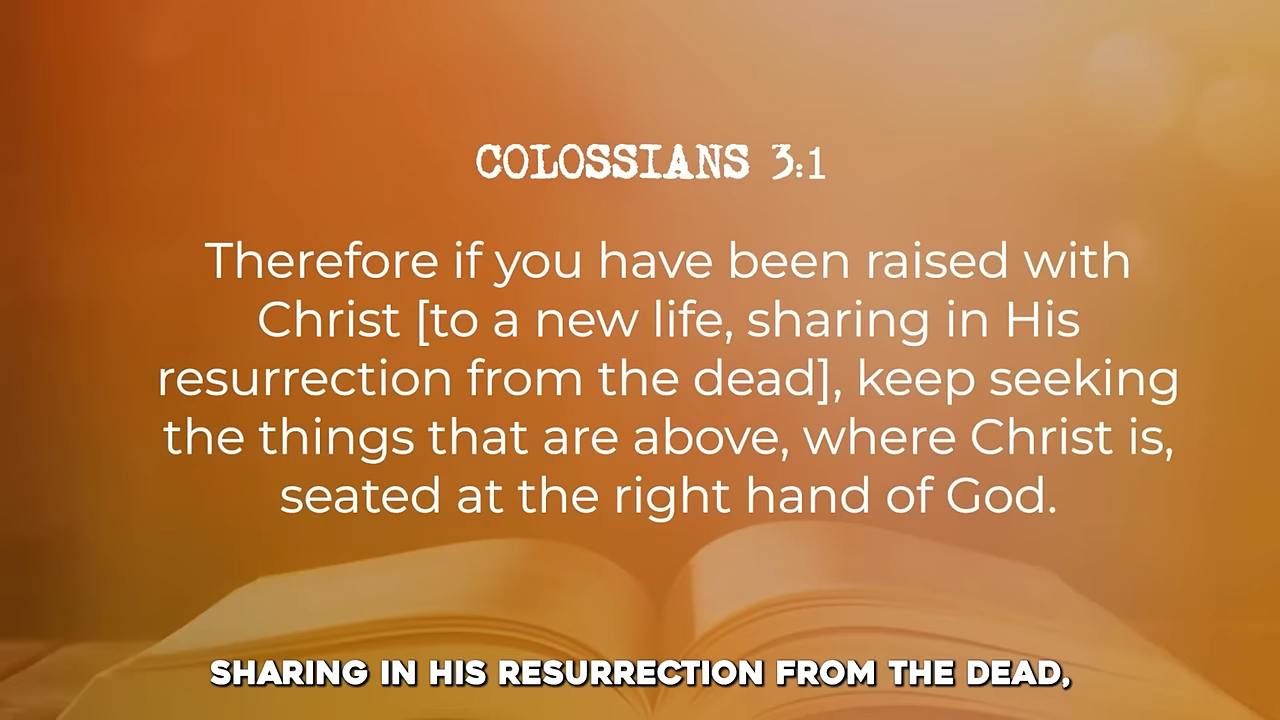 COLOSSIANS 3:1
Therefore if you have been raised with
Christ [to a new life, sharing in His
resurrection from the dead], keep seeking
the things that are above, where Christ is,
seated at the right hand of God.
SHARING IN HIS RESURRECTION FROM THE DEAD,